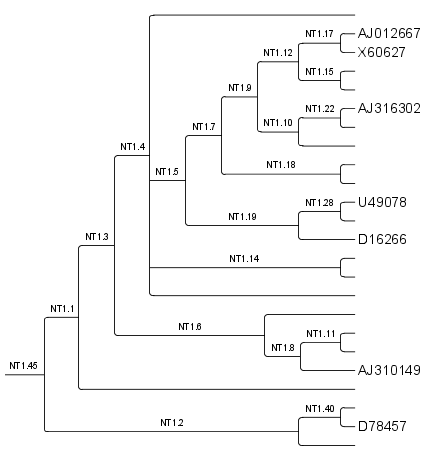 NT1.17
AJ012667
X60627
NT1.12
NT1.15
NT1.9
NT1.22
AJ316302
NT1.10
NT1.7
NT1.4
NT1.18
NT1.5
NT1.28
U49078
NT1.19
D16266
NT1.3
NT1.14
NT1.1
NT1.6
NT1.11
NT1.8
NT1.45
AJ310149
NT1.40
NT1.2
D78457